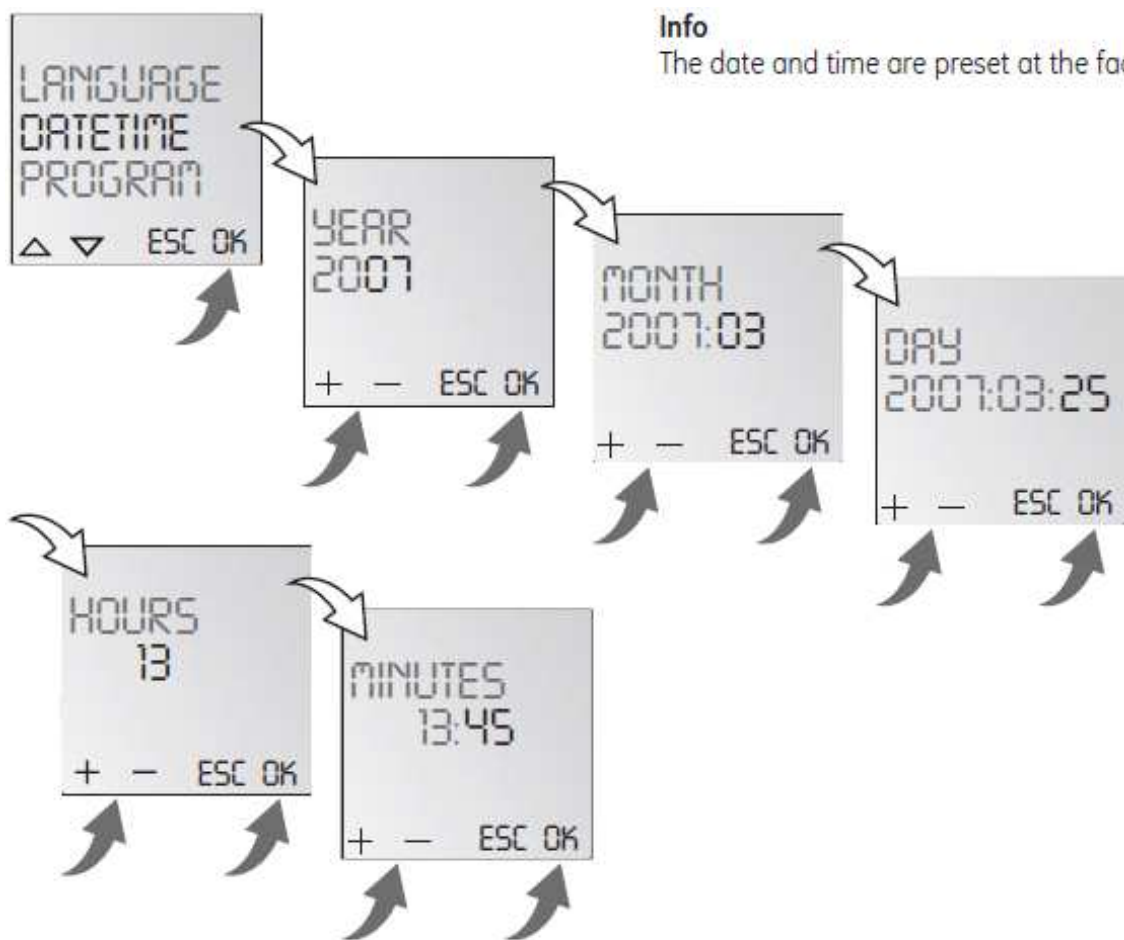 Info
The date and time are preset at the
LANGUAGE
DATETIME
PROGRAM
ESC OK
YEAR
2007
+ − ESC OK
MONTH
2007:03
+ − ESC OK
DAY
2007:03:25
+ − ESC OK
HOURS
13
+ − ESC OK
MINUTES
13:45
+ − ESC OK